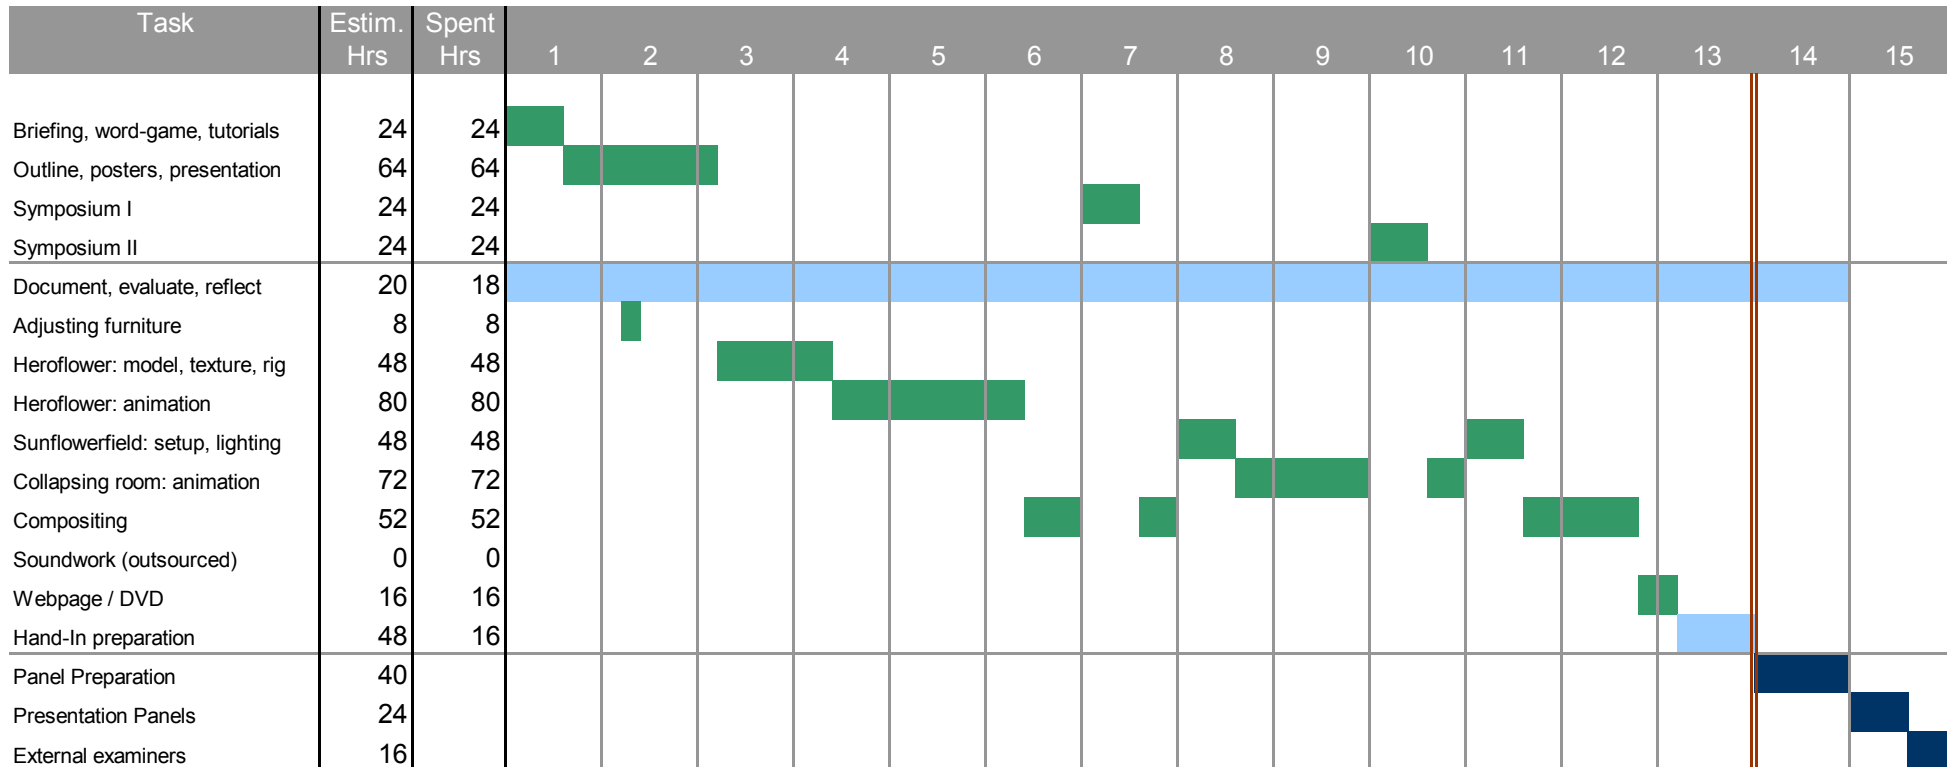 Task Estim. Spent
Hrs Hrs 1 2 3 4 5 6 7 8 9 10 11 12 13 14 15
Briefing, word-game, tutorials 24 24
Outline, posters, presentation 64 64
Symposium I 24 24
Symposium II 24 24
Document, evaluate, reflect 20 18
Adjusting furniture 8 8
Heroflower: model, texture, rig 48 48
Heroflower: animation 80 80
Sunflowerfield: setup, lighting 48 48
Collapsing room: animation 72 72
Compositing 52 52
Soundwork (outsourced) 0 0
Webpage / DVD 16 16
Hand-In preparation 48 16
Panel Preparation 40
Presentation Panels 24
External examiners 16